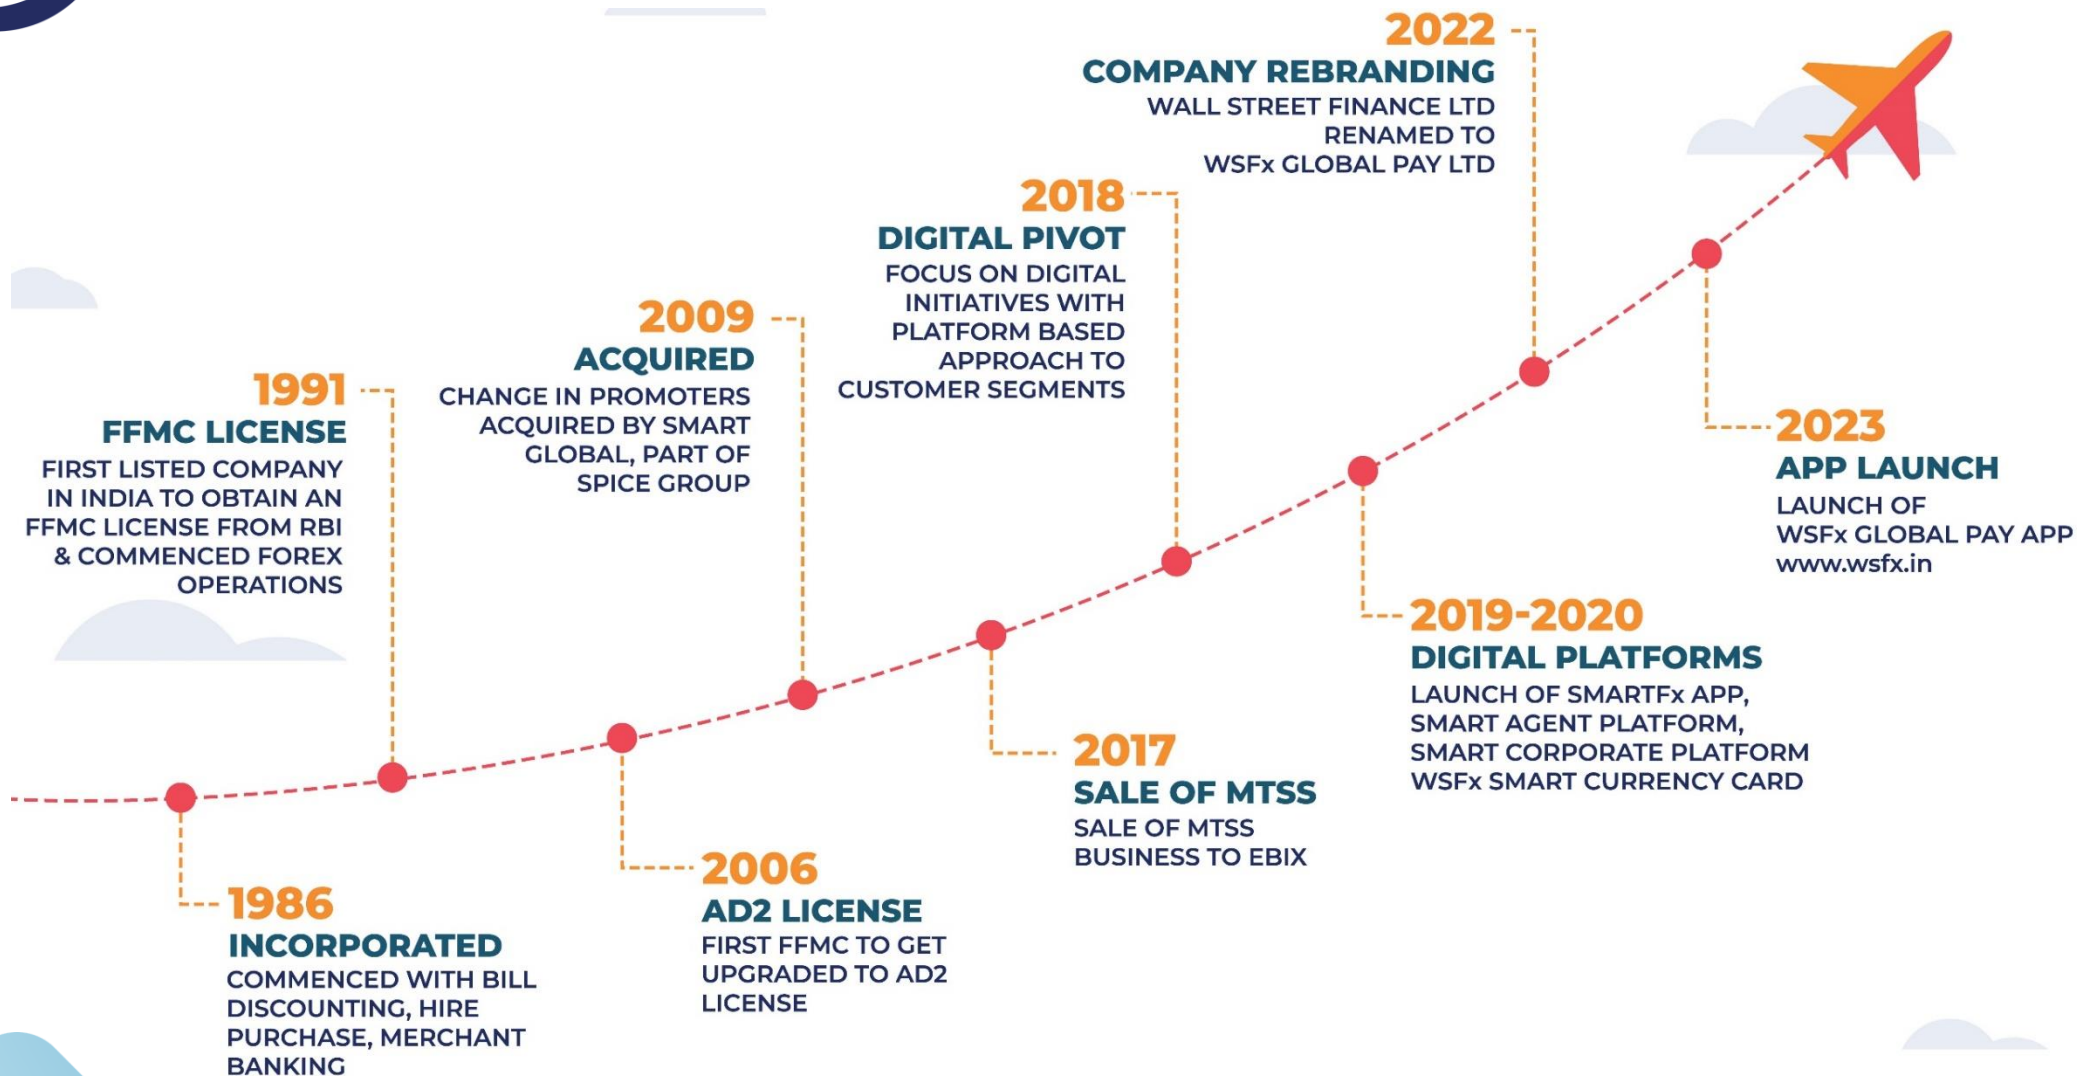 1986
INCORPORATED
COMMENCED WITH BILL
DISCOUNTING, HIRE
PURCHASE, MERCHANT
BANKING
1991
FFMC LICENSE
FIRST LISTED COMPANY
IN INDIA TO OBTAIN AN
FFMC LICENSE FROM RBI
& COMMENCED FOREX
OPERATIONS
2006
AD2 LICENSE
FIRST FFMC TO GET
UPGRADED TO AD2
LICENSE
2009
ACQUIRED
CHANGE IN PROMOTERS
ACQUIRED BY SMART
GLOBAL, PART OF
SPICE GROUP
2017
SALE OF MTSS
SALE OF MTSS
BUSINESS TO EBIX
2018
DIGITAL PIVOT
FOCUS ON DIGITAL
INITIATIVES WITH
PLATFORM BASED
APPROACH TO
CUSTOMER SEGMENTS
2019-2020
DIGITAL PLATFORMS
LAUNCH OF SMARTFx APP,
SMART AGENT PLATFORM,
SMART CORPORATE PLATFORM
WSFx SMART CURRENCY CARD
2022
COMPANY REBRANDING
WALL STREET FINANCE LTD
RENAMED TO
WSFx GLOBAL PAY LTD
2023
APP LAUNCH
LAUNCH OF
WSFx GLOBAL PAY APP
www.wsfx.in